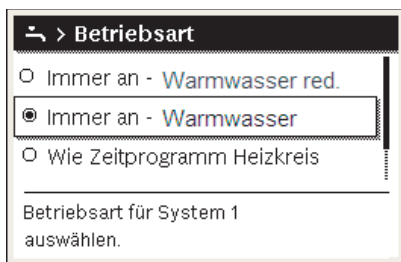 > Betriebsart
Immer an - Warmwasser red.
Immer an - Warmwasser
Wie Zeitprogramm Heizkreis
Betriebsart für System 1
auswählen.